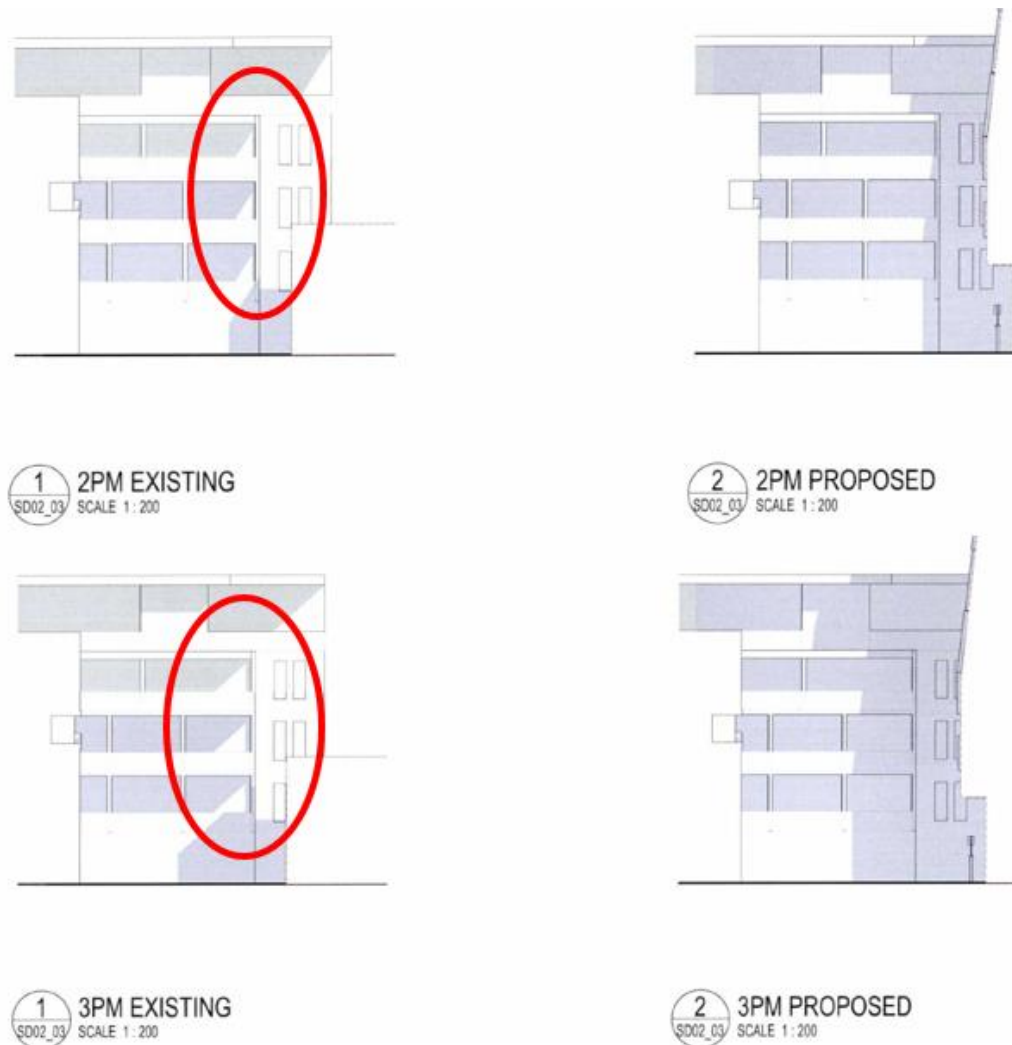 1
SD02_03
2PM EXISTING
SCALE 1 : 200
2
SD02_03
2PM PROPOSED
SCALE 1 : 200
1
SD02_03
3PM EXISTING
SCALE 1 : 200
2
SD02_03
3PM PROPOSED
SCALE 1 : 200